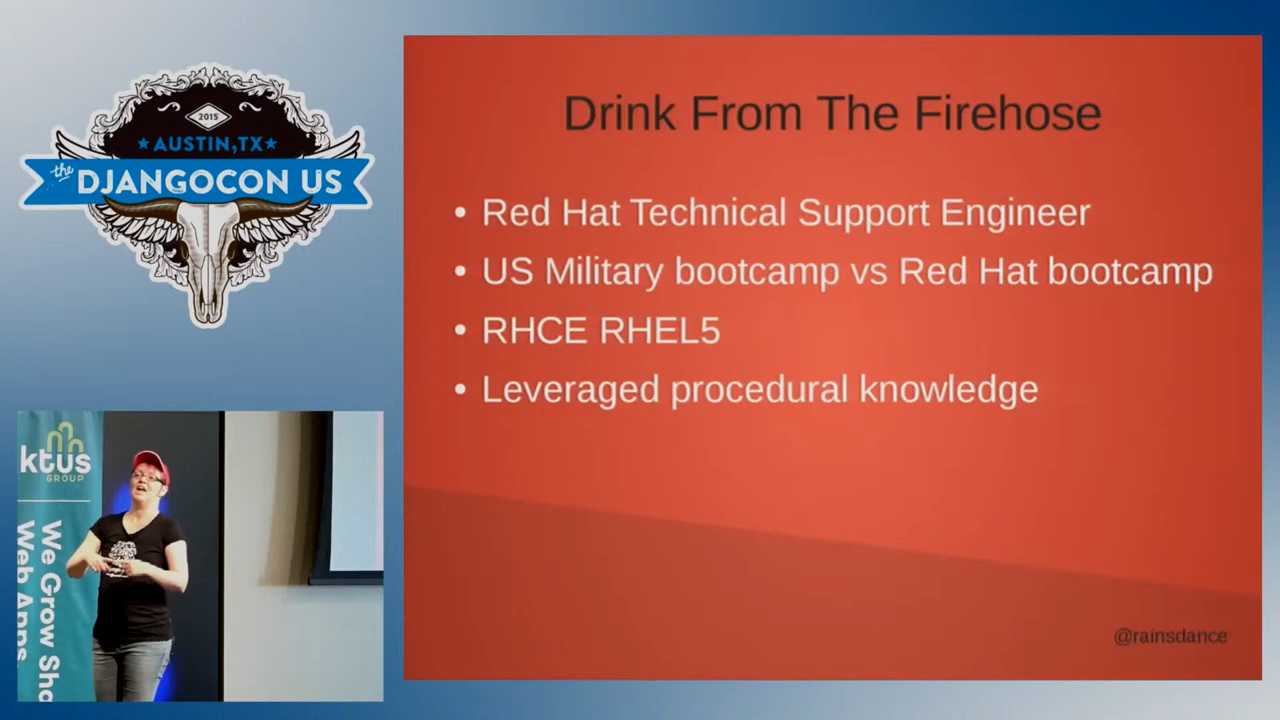 2015
AUSTIN, TX
the
DJANGOCON US
ktus
GROUP
We Grow Sha
Web Apps
Drink From The Firehose
• Red Hat Technical Support Engineer
• US Military bootcamp vs Red Hat bootcamp
• RHCE RHEL5
• Leveraged procedural knowledge
@rainsdance